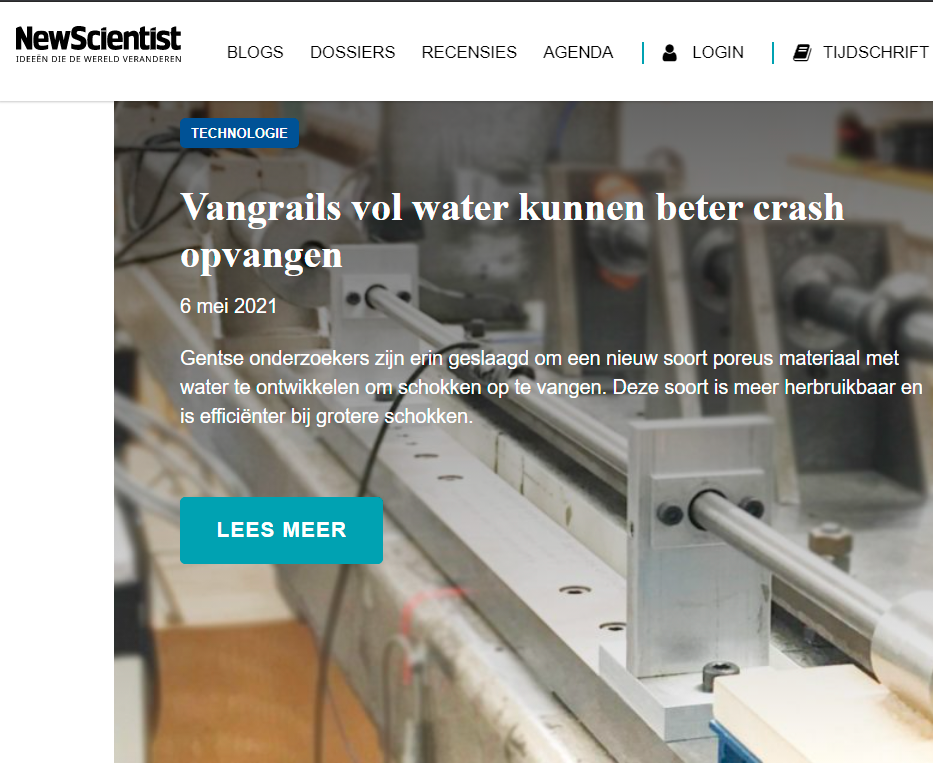 NewScientist
IDEEËN DIE DE WERELD VERANDEREN
BLOGS DOSSIERS RECENSIES AGENDA LOGIN TIJDSCHRIFT
TECHNOLOGIE
Vangrails vol water kunnen beter crash
opvangen
6 mei 2021
Gentse onderzoekers zijn erin geslaagd om een nieuw soort poreus materiaal met
water te ontwikkelen om schokken op te vangen. Deze soort is meer herbruikbaar en
is efficiënter bij grotere schokken.
LEES MEER